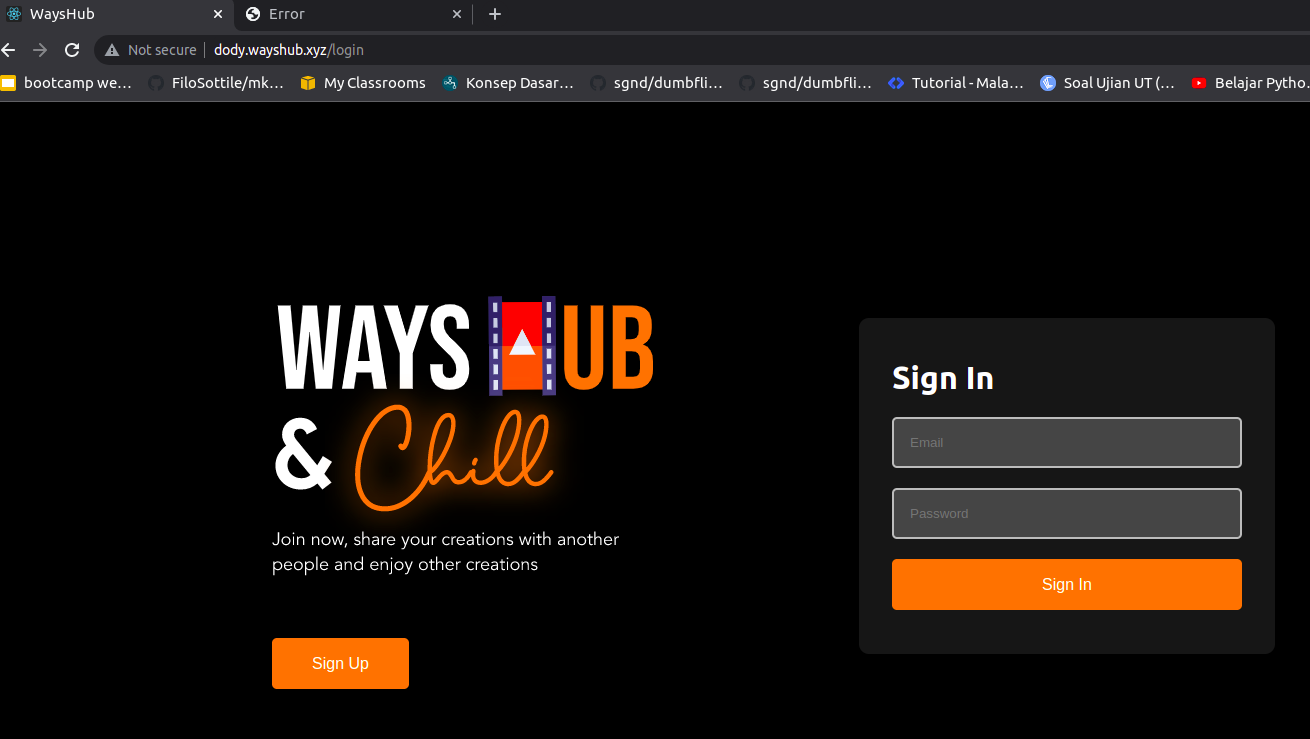 WaysHub
Error
Not secure
dody.wayshub.xyz/login
bootcamp we…
FiloSottile/mk…
My Classrooms
Konsep Dasar…
sgnd/dumbfli…
sgnd/dumbfli…
Tutorial - Mala…
Soal Ujian UT (…
Belajar Pytho…
WAYS HUB
& Chill
Join now, share your creations with another
people and enjoy other creations
Sign Up
Sign In
Email
Password
Sign In